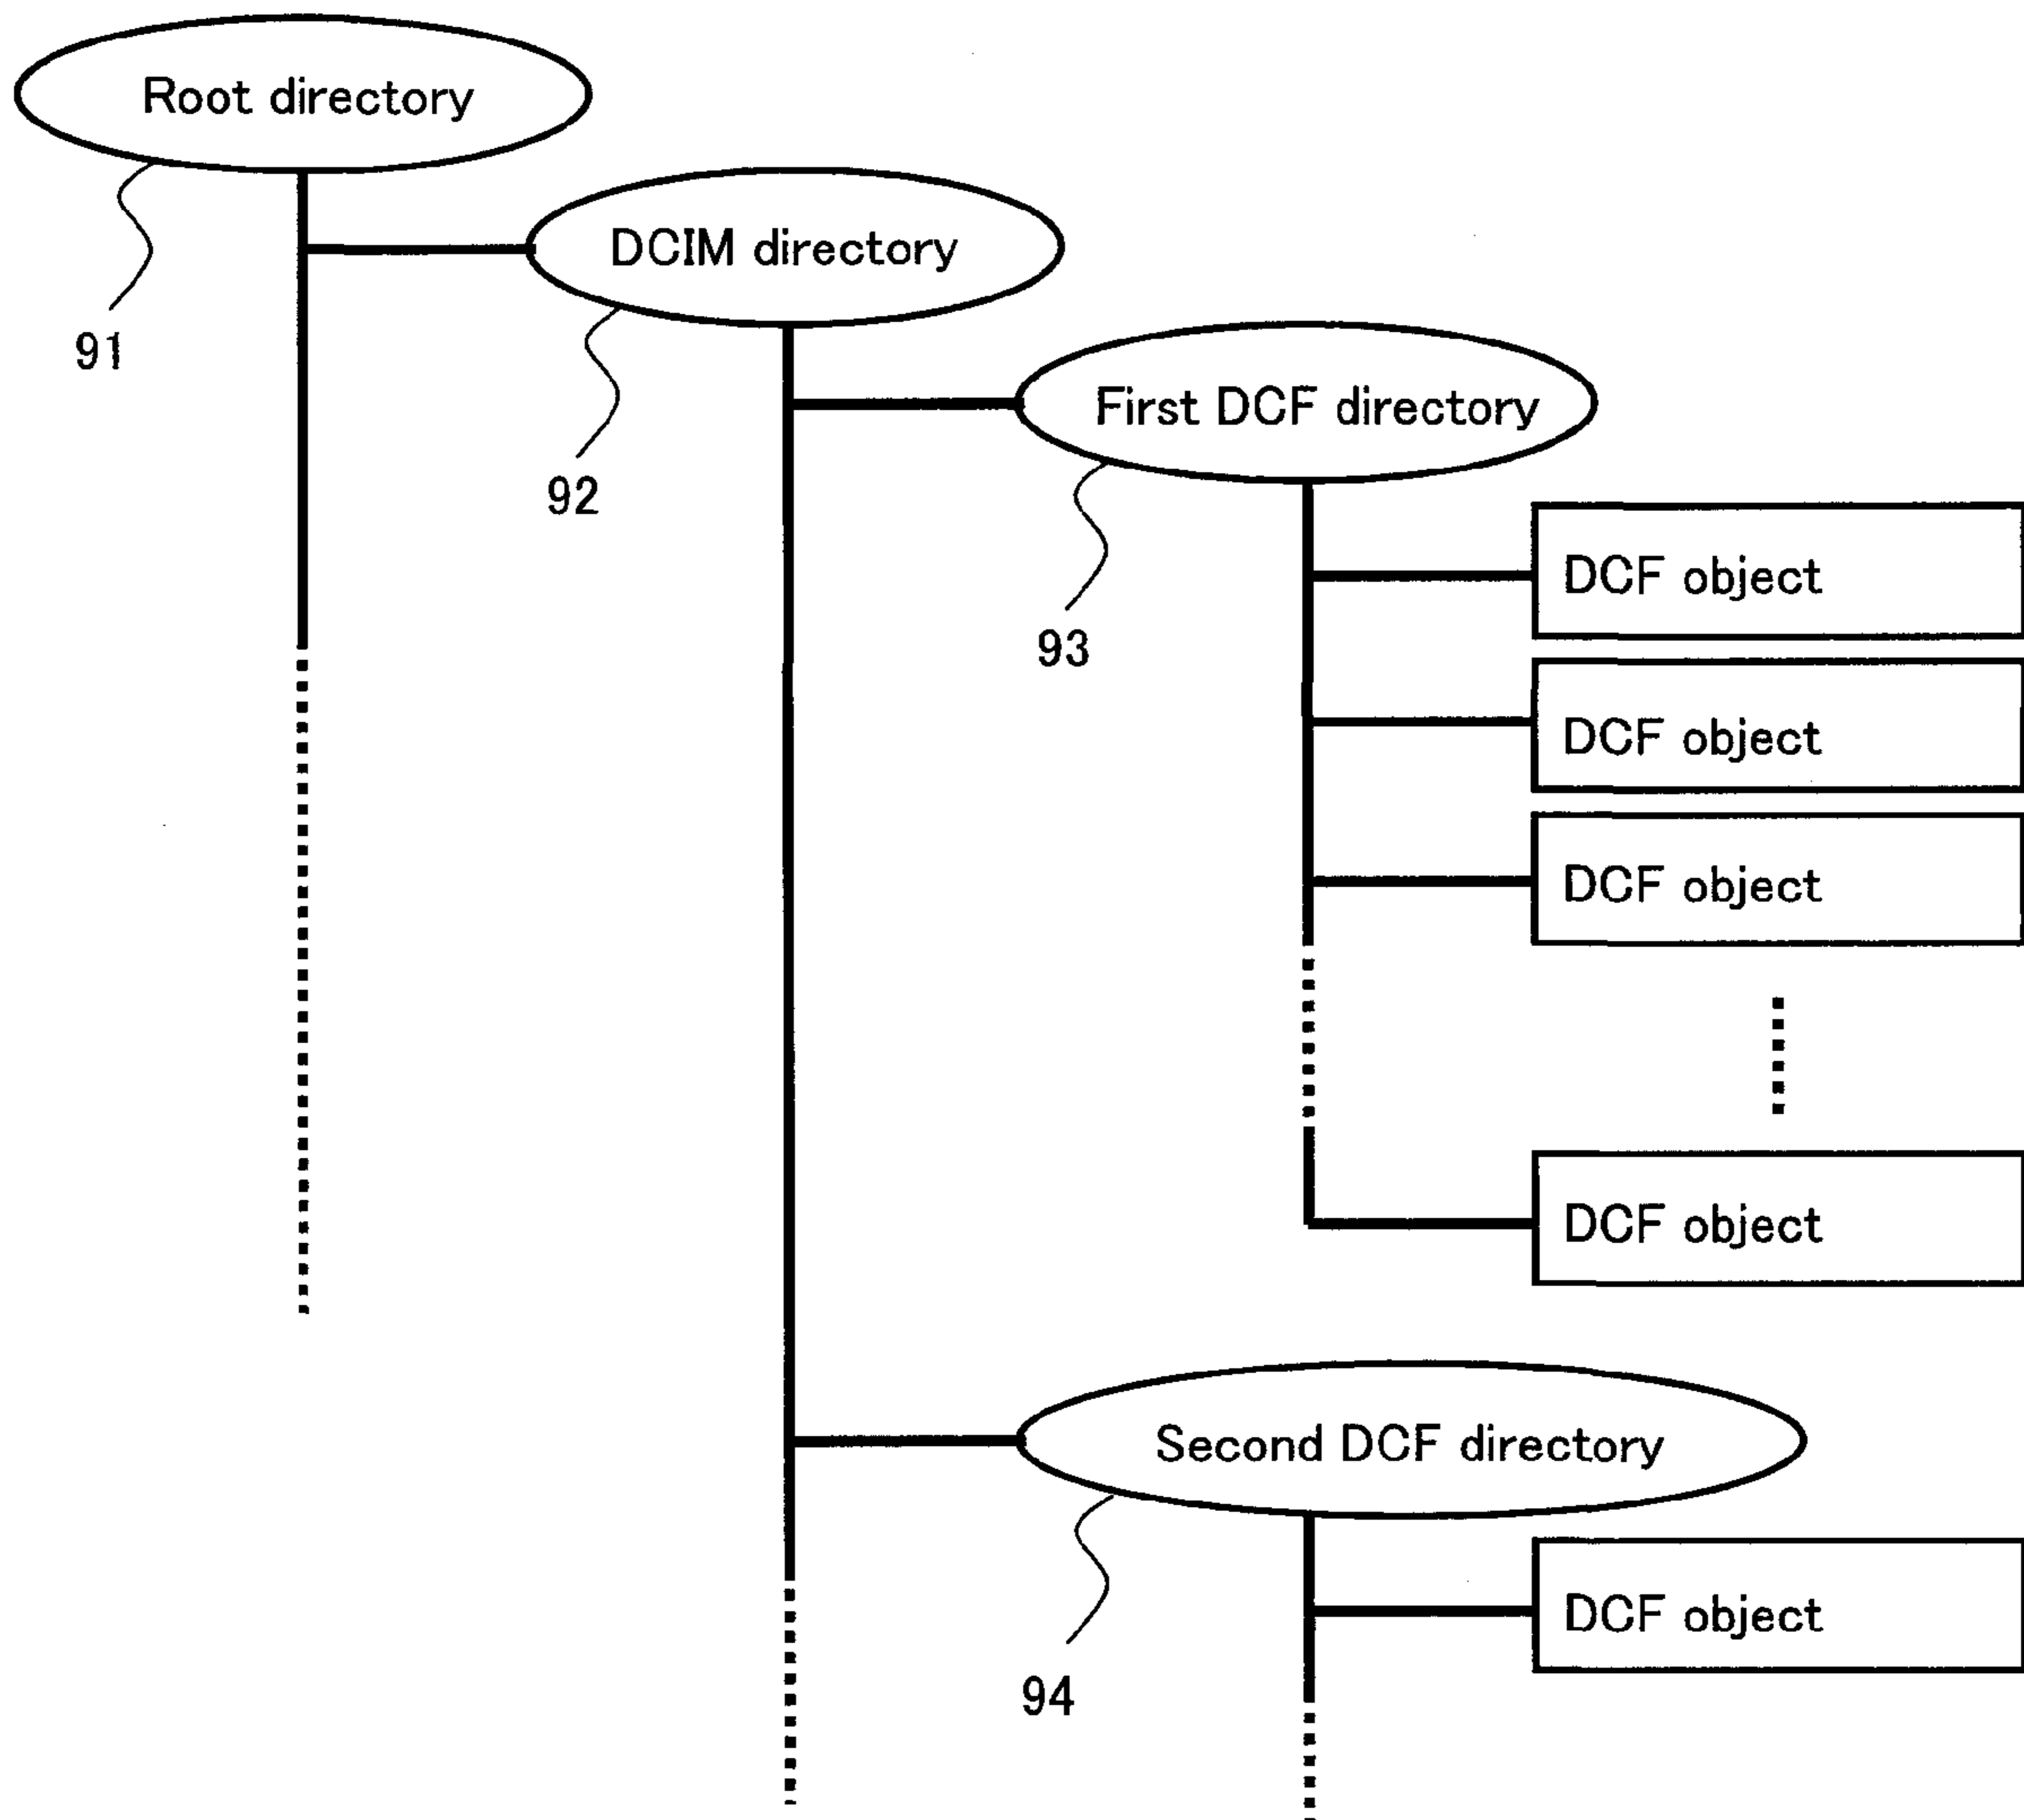 Root directory
91
DCIM directory
92
First DCF directory
93
DCF object
DCF object
DCF object
DCF object
Second DCF directory
94
DCF object